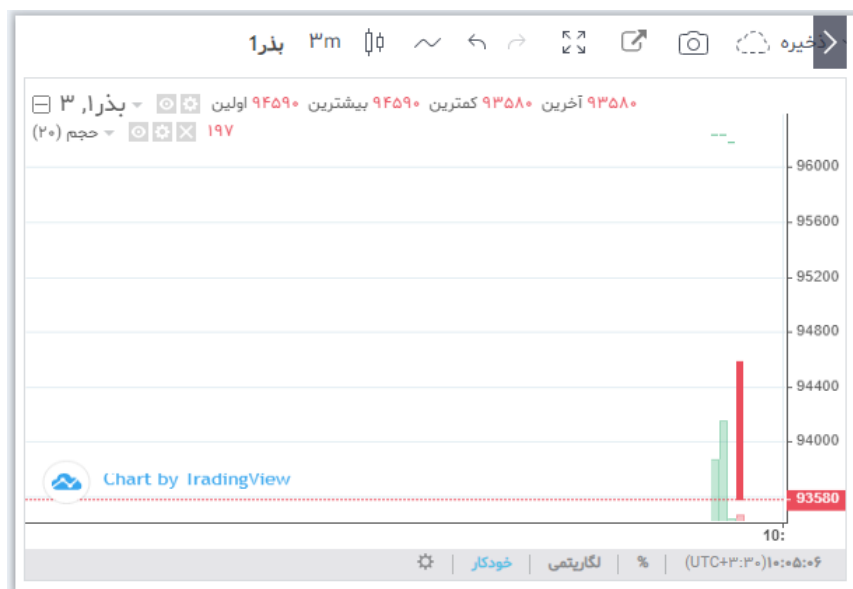 ذخیره ۳m بذر1
بذر۱, ۳ اولین ۹۴۵۹۰ بیشترین ۹۴۵۹۰ کمترین ۹۳۵۸۰ آخرین ۹۳۵۸۰
حجم (۲۰) ۱۹۷
96000
95600
95200
94800
94400
94000
93580
Chart by TradingView
10:
۱۰:۰۵:۰۶(UTC+۳:۳۰) % لگاریتمی خودکار